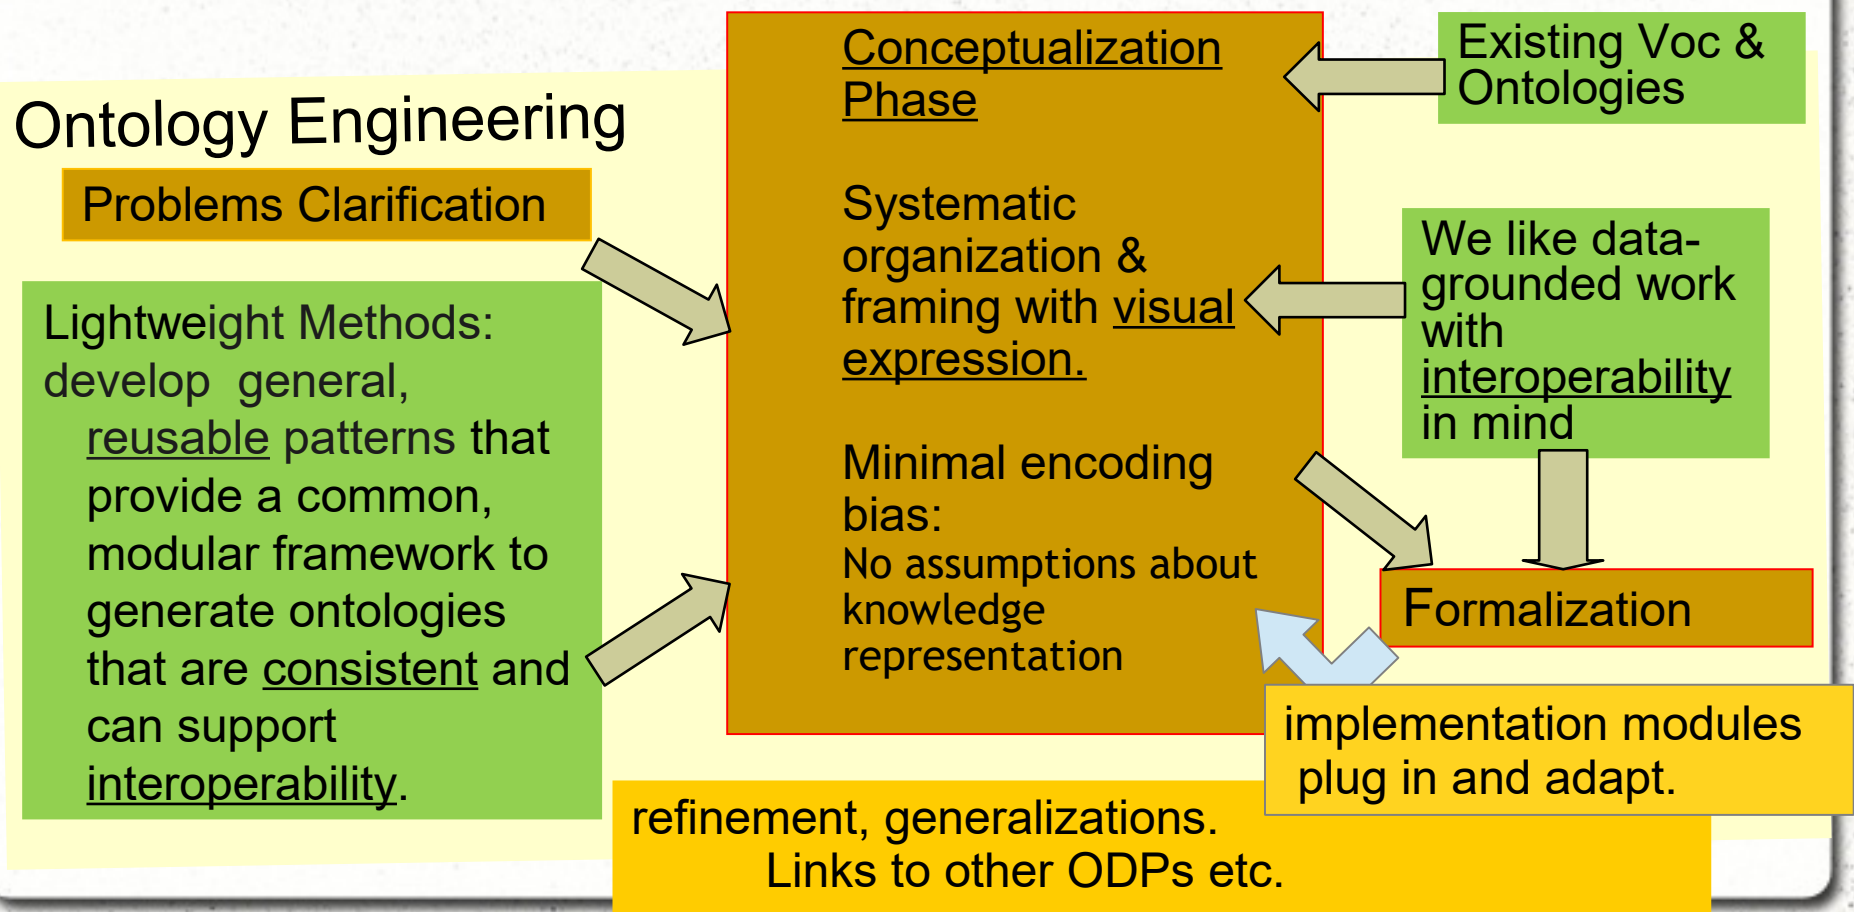 Ontology Engineering
Problems Clarification
Lightweight Methods:
develop general,
reusable patterns that
provide a common,
modular framework to
generate ontologies
that are consistent and
can support
interoperability.
Conceptualization
Phase
Systematic
organization &
framing with visual
expression.
Minimal encoding
bias:
No assumptions about
knowledge
representation
Existing Voc &
Ontologies
We like data-
grounded work
with
interoperability
in mind
Formalization
implementation modules
plug in and adapt.
refinement, generalizations.
Links to other ODPs etc.